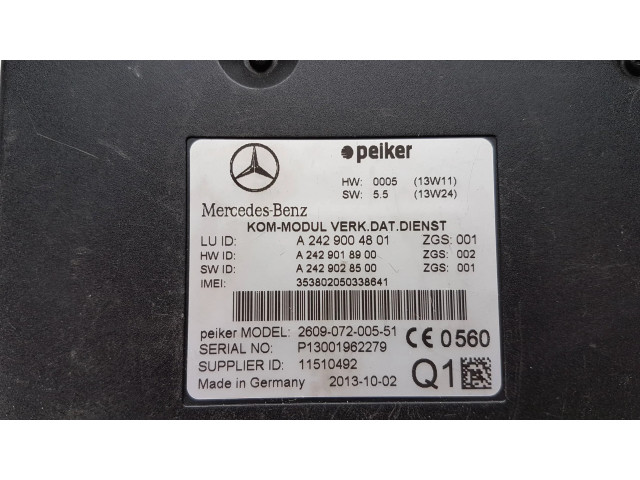 peiker
HW: 0005 (13W11)
SW: 5.5 (13W24)
Mercedes-Benz
KOM-MODUL VERK.DAT.DIENST
LU ID: A 242 900 48 01 ZGS: 001
HW ID: A 242 901 89 00 ZGS: 002
SW ID: A 242 902 85 00 ZGS: 001
IMEI: 353802050338641
peiker MODEL: 2609-072-005-51
SERIAL NO: P13001962279
CE 0560
SUPPLIER ID: 11510492
Made in Germany 2013-10-02
Q1